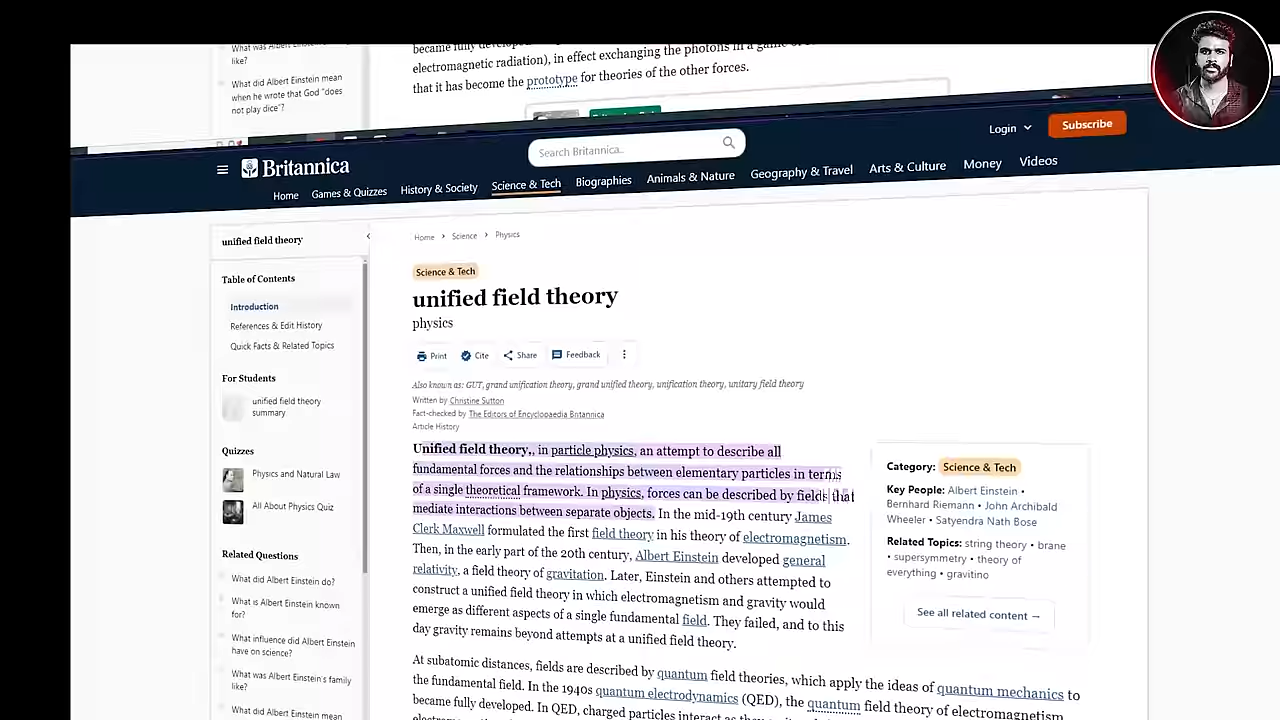 What was Albert
like?
What did Albert Einstein mean
when he wrote that God "does
not play dice"?
electromagnetic radiation), in effect exchanging the photons in a
that it has become the prototype for theories of the other forces.
Britannica
Search Britannica..
Login
Subscribe
Home Games & Quizzes History & Society Science & Tech Biographies Animals & Nature Geography & Travel Arts & Culture Money Videos
unified field theory
Table of Contents
Introduction
References & Edit History
Quick Facts & Related Topics
For Students
unified field theory
summary
Quizzes
Physics and Natural Law
All About Physics Quiz
Related Questions
What did Albert Einstein do?
What is Albert Einstein known
for?
What influence did Albert Einstein
have on science?
What was Albert Einstein's family
like?
What did Albert Einstein mean
Home > Science > Physics
Science & Tech
unified field theory
physics
Print Cite Share Feedback
Also known as: GUT, grand unification theory, grand unified theory, unification theory, unitary field theory
Written by Christine Sutton
Fact-checked by The Editors of Encyclopaedia Britannica
Article History
Unified field theory,, in particle physics, an attempt to describe all
fundamental forces and the relationships between elementary particles in terms
of a single theoretical framework. In physics, forces can be described by fields that
mediate interactions between separate objects. In the mid-19th century James
Clerk Maxwell formulated the first field theory in his theory of electromagnetism.
Then, in the early part of the 20th century, Albert Einstein developed general
relativity, a field theory of gravitation. Later, Einstein and others attempted to
construct a unified field theory in which electromagnetism and gravity would
emerge as different aspects of a single fundamental field. They failed, and to this
day gravity remains beyond attempts at a unified field theory.
At subatomic distances, fields are described by quantum field theories, which apply the ideas of quantum mechanics to
the fundamental field. In the 1940s quantum electrodynamics (QED), the quantum field theory of electromagnetism,
became fully developed. In QED, charged particles interact as they
Category: Science & Tech
Key People: Albert Einstein •
Bernhard Riemann • John Archibald
Wheeler • Satyendra Nath Bose
Related Topics: string theory • brane
• supersymmetry • theory of
everything • gravitino
See all related content →